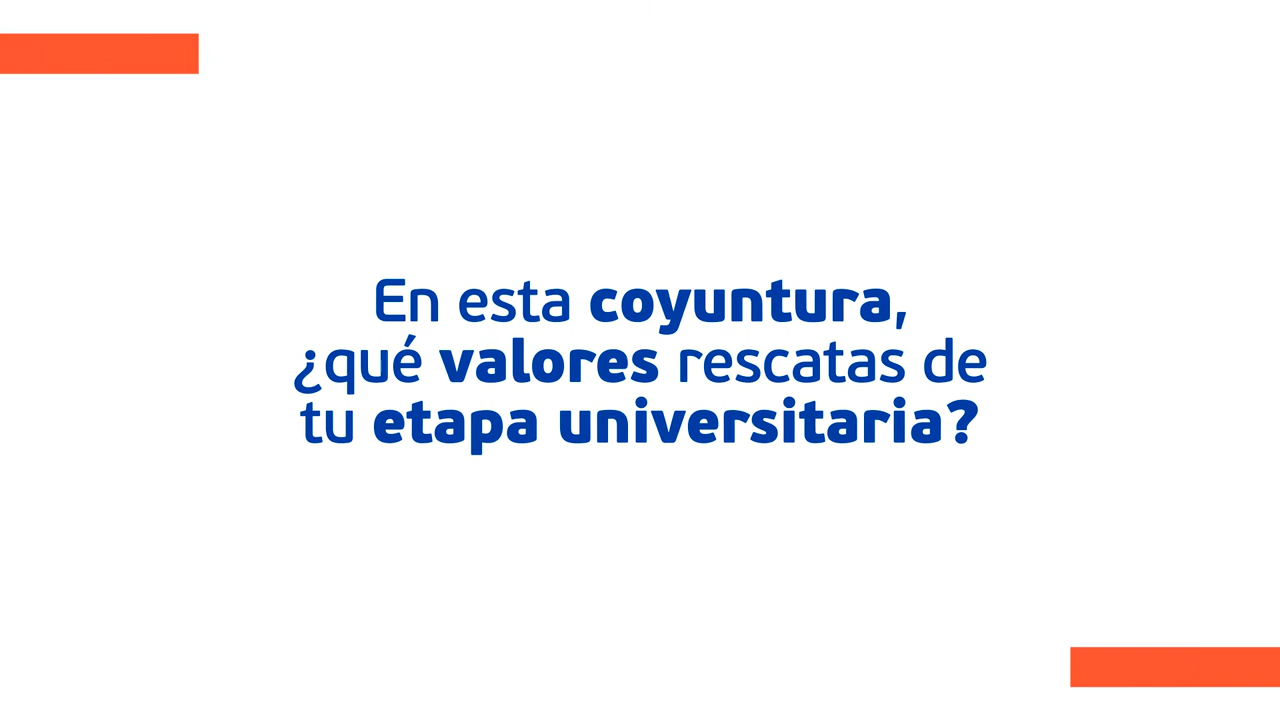 En esta coyuntura,
¿qué valores rescatas de
tu etapa universitaria?